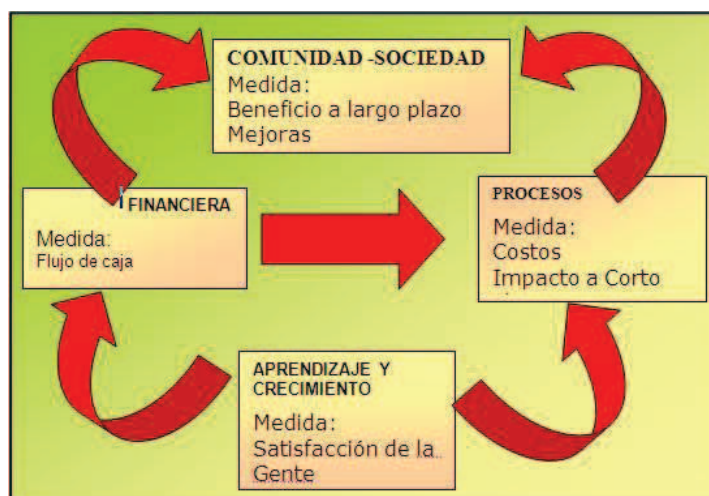 COMUNIDAD -SOCIEDAD
Medida:
Beneficio a largo plazo
Mejoras
FINANCIERA
Medida:
Flujo de caja
PROCESOS
Medida:
Costos
Impacto a Corto
APRENDIZAJE Y
CRECIMIENTO
Medida:
Satisfacción de la
Gente